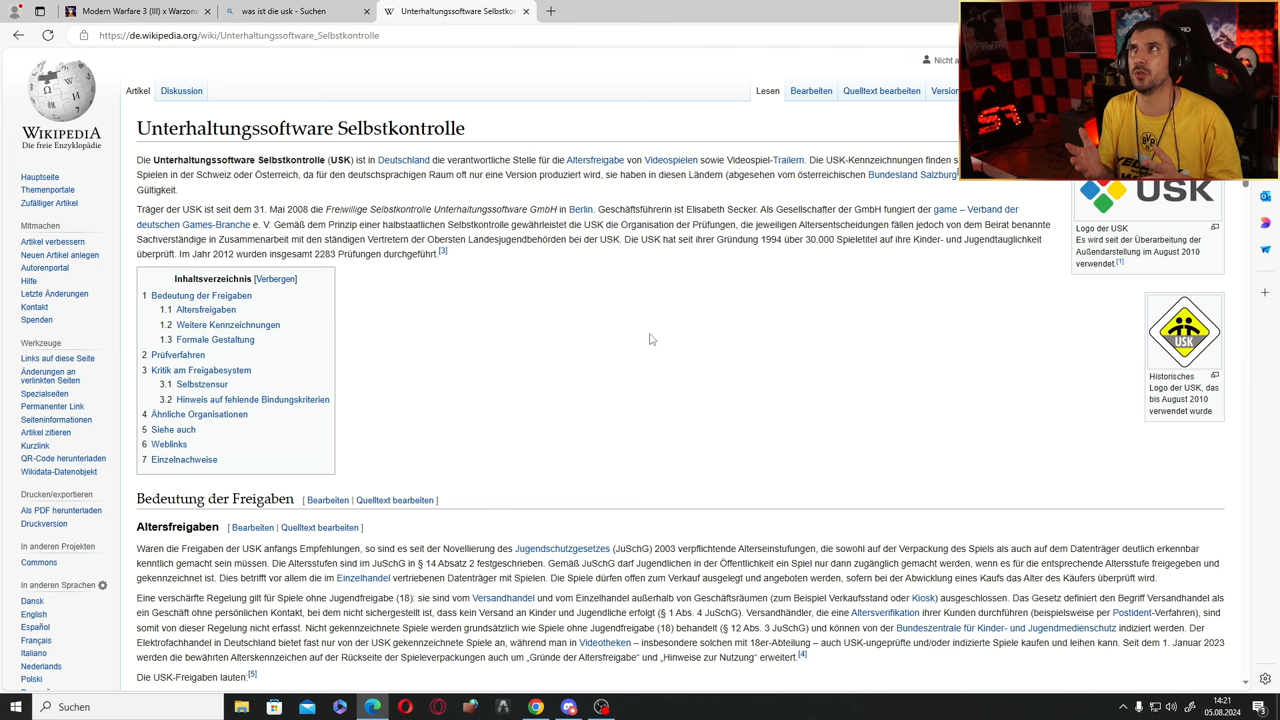 Modern Warfare 3 (III) wurzon
was ist die usk - Suchen
Unterhaltungssoftware Selbstkont
https://de.wikipedia.org/wiki/Unterhaltungssoftware_Selbstkontrolle
Nicht a
Artikel
Diskussion
Lesen
Bearbeiten
Quelltext bearbeiten
Version
WIKIPEDIA
Die freie Enzyklopädie
Hauptseite
Themenportale
Zufälliger Artikel
Mitmachen
Artikel verbessern
Neuen Artikel anlegen
Autorenportal
Hilfe
Letzte Änderungen
Kontakt
Spenden
Werkzeuge
Links auf diese Seite
Änderungen an
verlinkten Seiten
Spezialseiten
Permanenter Link
Seiteninformationen
Artikel zitieren
Kurzlink
QR-Code herunterladen
Wikidata-Datenobjekt
Drucken/exportieren
Als PDF herunterladen
Druckversion
In anderen Projekten
Commons
In anderen Sprachen
Dansk
English
Español
Français
Italiano
Nederlands
Polski
Unterhaltungssoftware Selbstkontrolle
Die Unterhaltungssoftware Selbstkontrolle (USK) ist in Deutschland die verantwortliche Stelle für die Altersfreigabe von Videospielen sowie Videospiel-Trailern. Die USK-Kennzeichnungen finden s
Spielen in der Schweiz oder Österreich, da für den deutschsprachigen Raum oft nur eine Version produziert wird, sie haben in diesen Ländern (abgesehen vom österreichischen Bundesland Salzburg
Gültigkeit.
Träger der USK ist seit dem 31. Mai 2008 die Freiwillige Selbstkontrolle Unterhaltungssoftware GmbH in Berlin. Geschäftsführerin ist Elisabeth Secker. Als Gesellschafter der GmbH fungiert der game – Verband der
deutschen Games-Branche e. V. Gemäß dem Prinzip einer halbstaatlichen Selbstkontrolle gewährleistet die USK die Organisation der Prüfungen, die jeweiligen Altersentscheidungen fällen jedoch von dem Beirat benannte
Sachverständige in Zusammenarbeit mit den ständigen Vertretern der Obersten Landesjugendbehörden bei der USK. Die USK hat seit ihrer Gründung 1994 über 30.000 Spieletitel auf ihre Kinder- und Jugendtauglichkeit
überprüft. Im Jahr 2012 wurden insgesamt 2283 Prüfungen durchgeführt.[3]
USK
Logo der USK
Es wird seit der Überarbeitung der
Außendarstellung im August 2010
verwendet.[1]
USK
Historisches
Logo der USK, das
bis August 2010
verwendet wurde
Inhaltsverzeichnis [Verbergen]
1 Bedeutung der Freigaben
1.1 Altersfreigaben
1.2 Weitere Kennzeichnungen
1.3 Formale Gestaltung
2 Prüfverfahren
3 Kritik am Freigabesystem
3.1 Selbstzensur
3.2 Hinweis auf fehlende Bindungskriterien
4 Ähnliche Organisationen
5 Siehe auch
6 Weblinks
7 Einzelnachweise
Bedeutung der Freigaben [ Bearbeiten | Quelltext bearbeiten ]
Altersfreigaben [ Bearbeiten | Quelltext bearbeiten ]
Waren die Freigaben der USK anfangs Empfehlungen, so sind es seit der Novellierung des Jugendschutzgesetzes (JuSchG) 2003 verpflichtende Alterseinstufungen, die sowohl auf der Verpackung des Spiels als auch auf dem Datenträger deutlich erkennbar
kenntlich gemacht sein müssen. Die Altersstufen sind im JuSchG in § 14 Absatz 2 festgeschrieben. Gemäß JuSchG darf Jugendlichen in der Öffentlichkeit ein Spiel nur dann zugänglich gemacht werden, wenn es für die entsprechende Altersstufe freigegeben und
gekennzeichnet ist. Dies betrifft vor allem die im Einzelhandel vertriebenen Datenträger mit Spielen. Die Spiele dürfen offen zum Verkauf ausgelegt und angeboten werden, sofern bei der Abwicklung eines Kaufs das Alter des Käufers überprüft wird.
Eine verschärfte Regelung gilt für Spiele ohne Jugendfreigabe (18): sie sind vom Versandhandel und vom Einzelhandel außerhalb von Geschäftsräumen (zum Beispiel Verkaufsstand oder Kiosk) ausgeschlossen. Das Gesetz definiert den Begriff Versandhandel als
ein Geschäft ohne persönlichen Kontakt, bei dem nicht sichergestellt ist, dass kein Versand an Kinder und Jugendliche erfolgt (§ 1 Abs. 4 JuSchG). Versandhändler, die eine Altersverifikation ihrer Kunden durchführen (beispielsweise per Postident-Verfahren), sind
somit von dieser Regelung nicht erfasst. Nicht gekennzeichnete Spiele werden grundsätzlich wie Spiele ohne Jugendfreigabe (18) behandelt (§ 12 Abs. 3 JuSchG) und können von der Bundeszentrale für Kinder- und Jugendmedienschutz indiziert werden. Der
Elektrofachhandel in Deutschland bietet fast nur von der USK gekennzeichnete Spiele an, während man in Videotheken – insbesondere solchen mit 18er-Abteilung – auch USK-ungeprüfte und/oder indizierte Spiele kaufen und leihen kann. Seit dem 1. Januar 2023
werden die bewährten Alterskennzeichen auf der Rückseite der Spieleverpackungen auch um „Gründe der Altersfreigabe“ und „Hinweise zur Nutzung“ erweitert.[4]
Die USK-Freigaben lauten:[5]
Suchen
14:21
05.08.2024